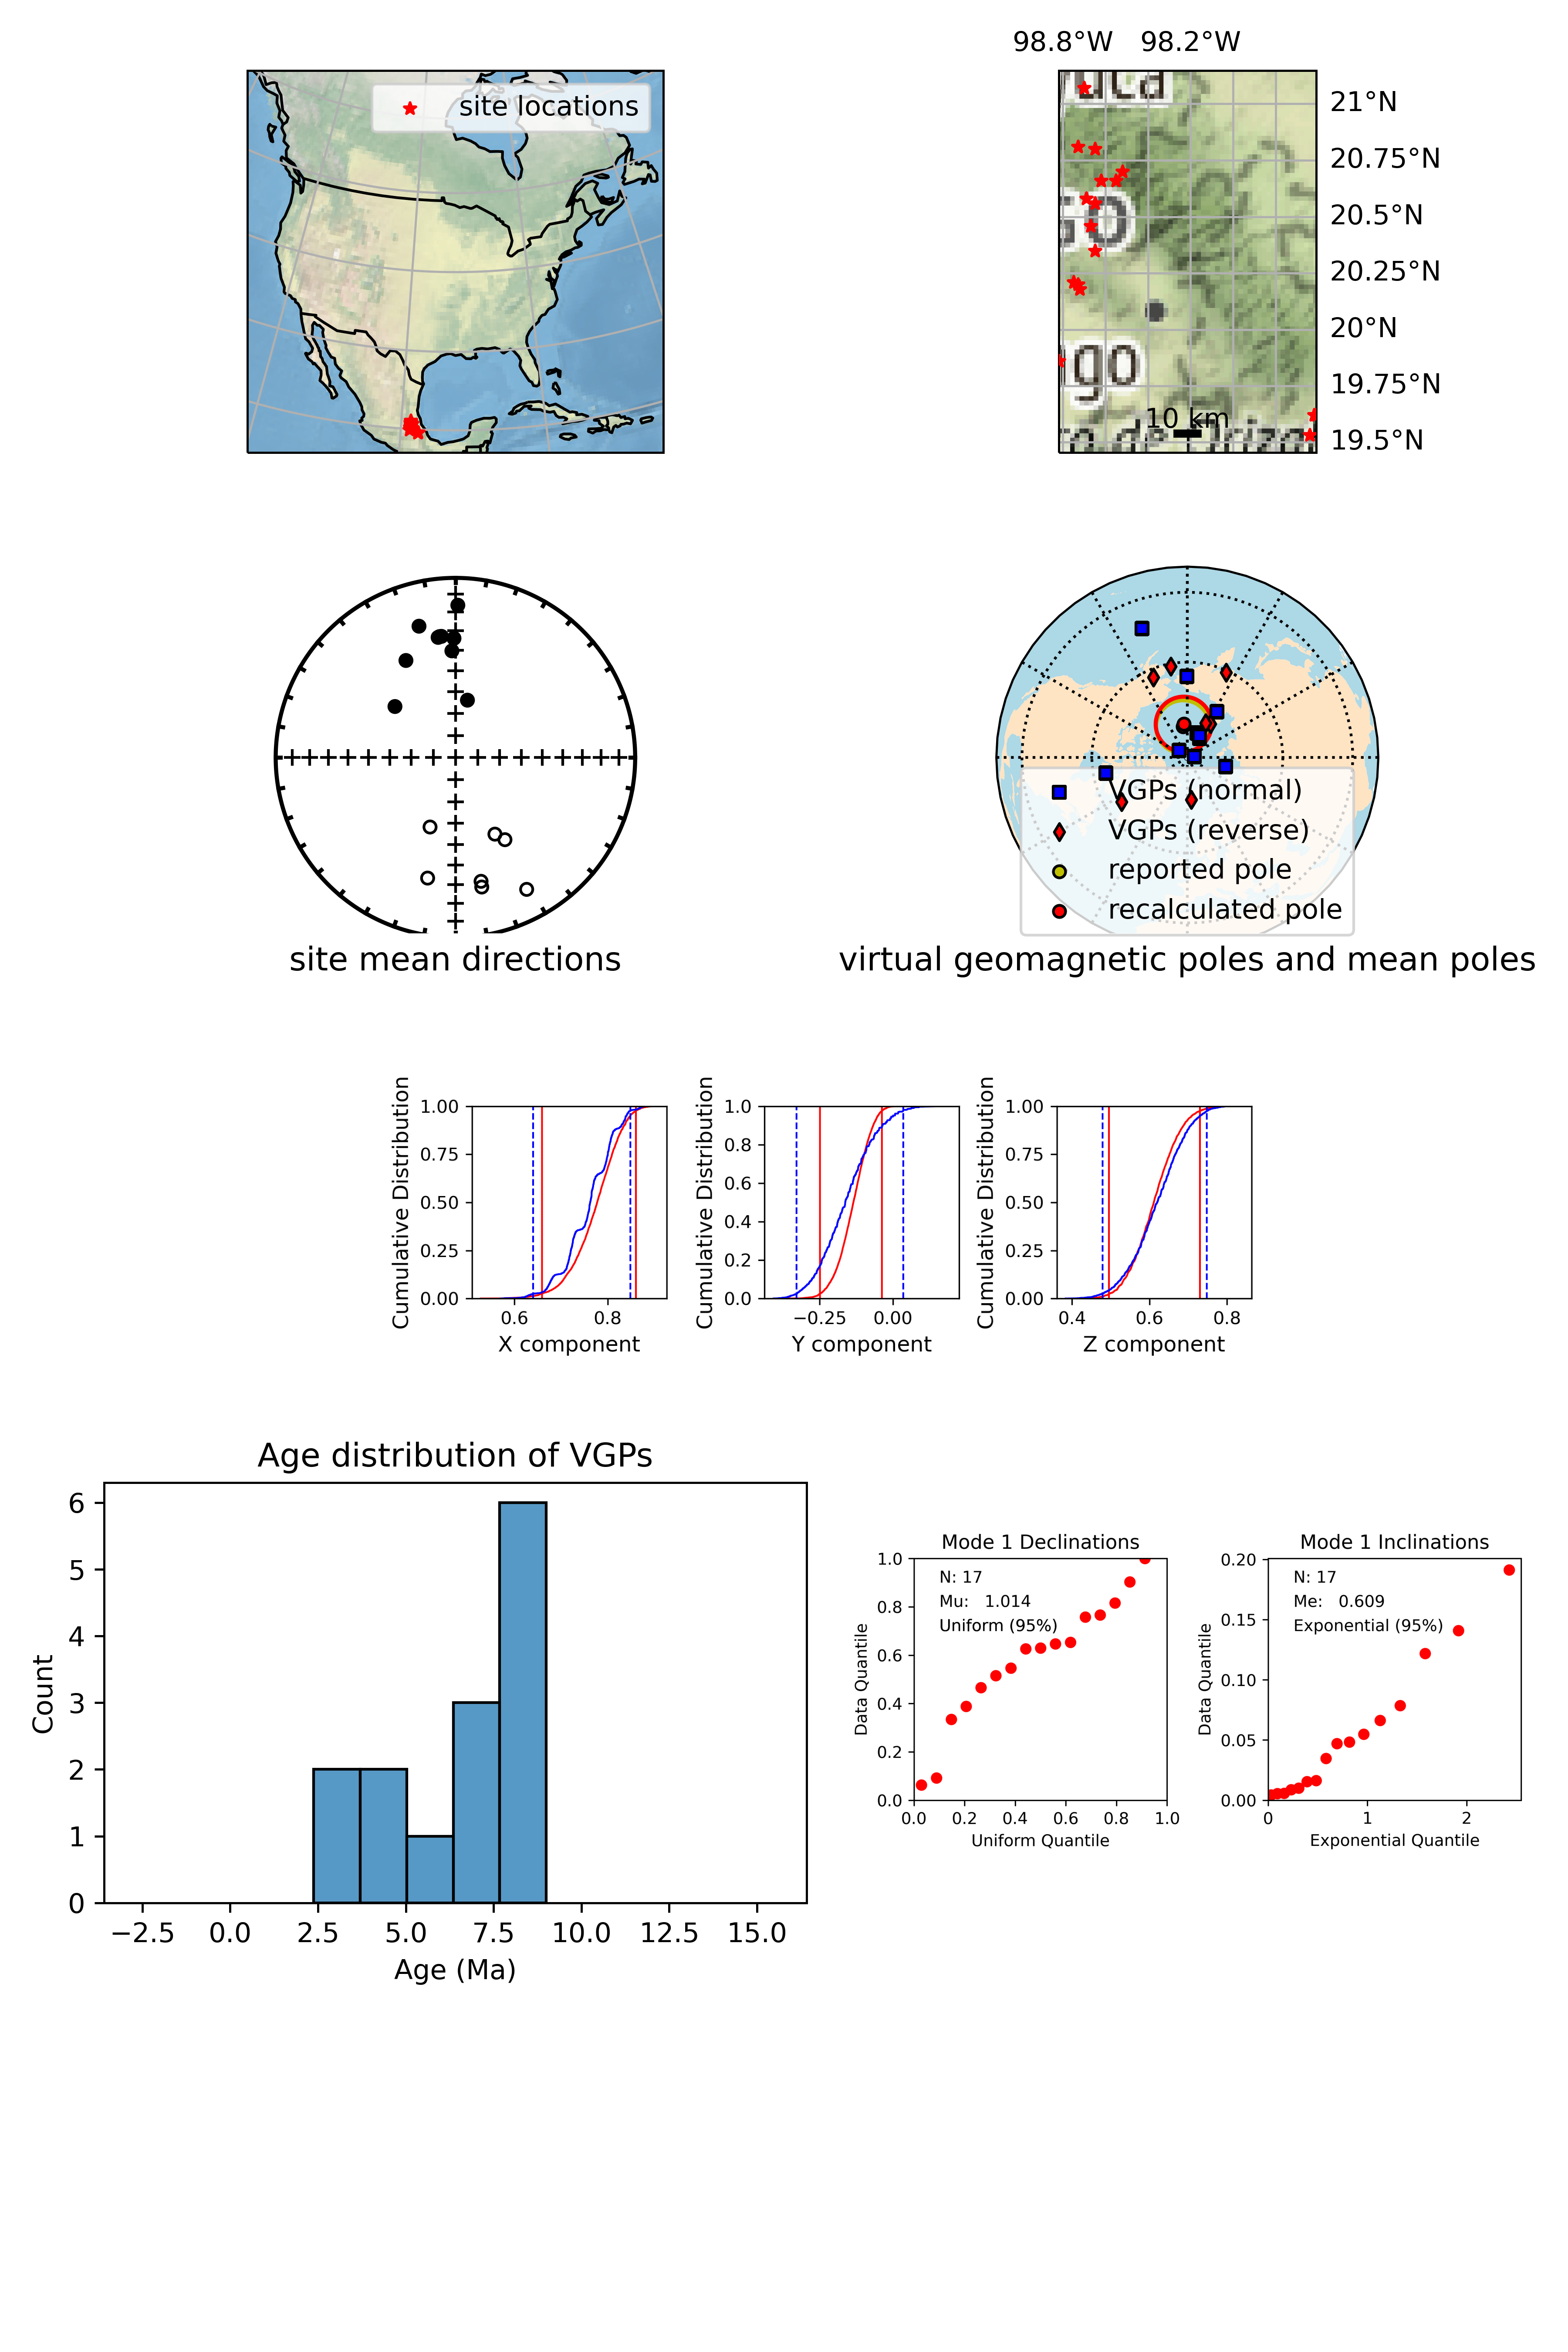 98.8°W 98.2°W
site locations
21°N
20.75°N
20.5°N
20.25°N
20°N
19.75°N
19.5°N
go
10 km
site mean directions
VGPs (normal)
VGPs (reverse)
reported pole
recalculated pole
virtual geomagnetic poles and mean poles
Cumulative Distribution
1.00
0.75
0.50
0.25
0.00
0.6 0.8
X component
Cumulative Distribution
1.0
0.8
0.6
0.4
0.2
0.0
−0.25 0.00
Y component
Cumulative Distribution
1.00
0.75
0.50
0.25
0.00
0.4 0.6 0.8
Z component
Age distribution of VGPs
Count
6
5
4
3
2
1
0
−2.5 0.0 2.5 5.0 7.5 10.0 12.5 15.0
Age (Ma)
Mode 1 Declinations
N: 17
Mu: 1.014
Uniform (95%)
Data Quantile
1.0
0.8
0.6
0.4
0.2
0.0
0.0 0.2 0.4 0.6 0.8 1.0
Uniform Quantile
Mode 1 Inclinations
N: 17
Me: 0.609
Exponential (95%)
Data Quantile
0.20
0.15
0.10
0.05
0.00
0 1 2
Exponential Quantile